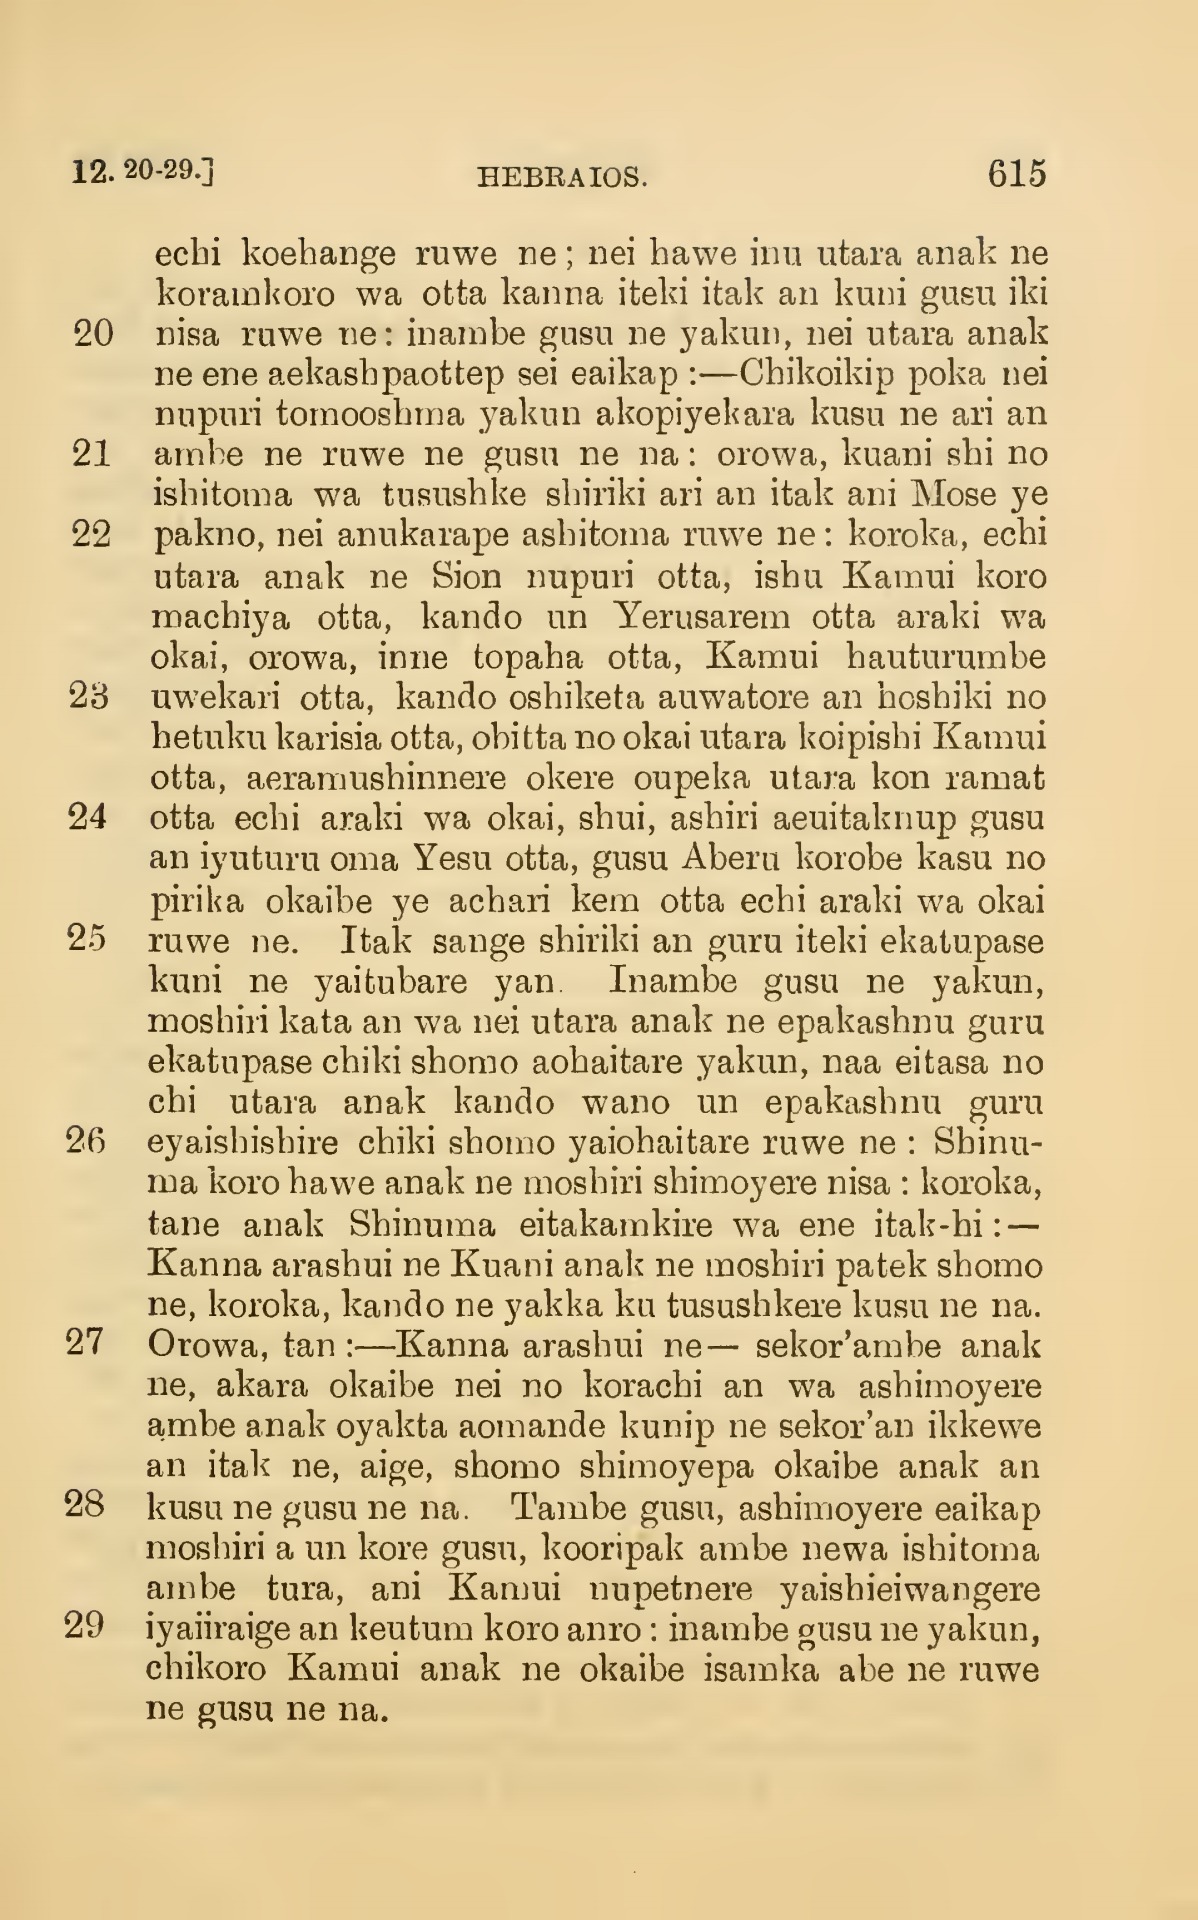 12. 20-29.] HEBRAIOS. 615
echi koehange ruwe ne; nei hawe inu utara anak ne
koramkoro wa otta kanna iteki itak an kuni gusu iki
20 nisa ruwe ne: inambe gusu ne yakun, nei utara anak
ne ene aekashpaottep sei eaikap:—Chikoikip poka nei
nupuri tomooshma yakun akopiyekara kusu ne ari an
21 ambe ne ruwe ne gusu ne na: orowa, kuani shi no
ishitoma wa tusushke shiriki ari an itak ani Mose ye
22 pakno, nei anukarape ashitoma ruwe ne: koroka, echi
utara anak ne Sion nupuri otta, ishu Kamui koro
machiya otta, kando un Yerusarem otta araki wa
okai, orowa, inne topaha otta, Kamui hauturumbe
23 uwekari otta, kando oshiketa auwatore an hoshiki no
hetuku karisia otta, obitta no okai utara koipishi Kamui
otta, aeramushinnere okere oupeka utara kon ramat
24 otta echi araki wa okai, shui, ashiri aeuitaknup gusu
an iyuturu oma Yesu otta, gusu Aberu korobe kasu no
pirika okaibe ye achari kem otta echi araki wa okai
25 ruwe ne. Itak sange shiriki an guru iteki ekatupase
kuni ne yaitubare yan. Inambe gusu ne yakun,
moshiri kata an wa nei utara anak ne epakashnu guru
ekatupase chiki shomo aohaitare yakun, naa eitasa no
chi utara anak kando wano un epakashnu guru
26 eyaishishire chiki shomo yaiohaitare ruwe ne: Shinu-
ma koro hawe anak ne moshiri shimoyere nisa: koroka,
tane anak Shinuma eitakamkire wa ene itak-hi:—
Kanna arashui ne Kuani anak ne moshiri patek shomo
ne, koroka, kando ne yakka ku tusushkere kusu ne na.
27 Orowa, tan:—Kanna arashui ne— sekor'ambe anak
ne, akara okaibe nei no korachi an wa ashimoyere
ambe anak oyakta aomande kunip ne sekor'an ikkewe
an itak ne, aige, shomo shimoyepa okaibe anak an
28 kusu ne gusu ne na. Tambe gusu, ashimoyere eaikap
moshiri a un kore gusu, kooripak ambe newa ishitoma
ambe tura, ani Kamui nupetnere yaishieiwangere
29 iyaiiraige an keutum koro anro: inambe gusu ne yakun,
chikoro Kamui anak ne okaibe isamka abe ne ruwe
ne gusu ne na.